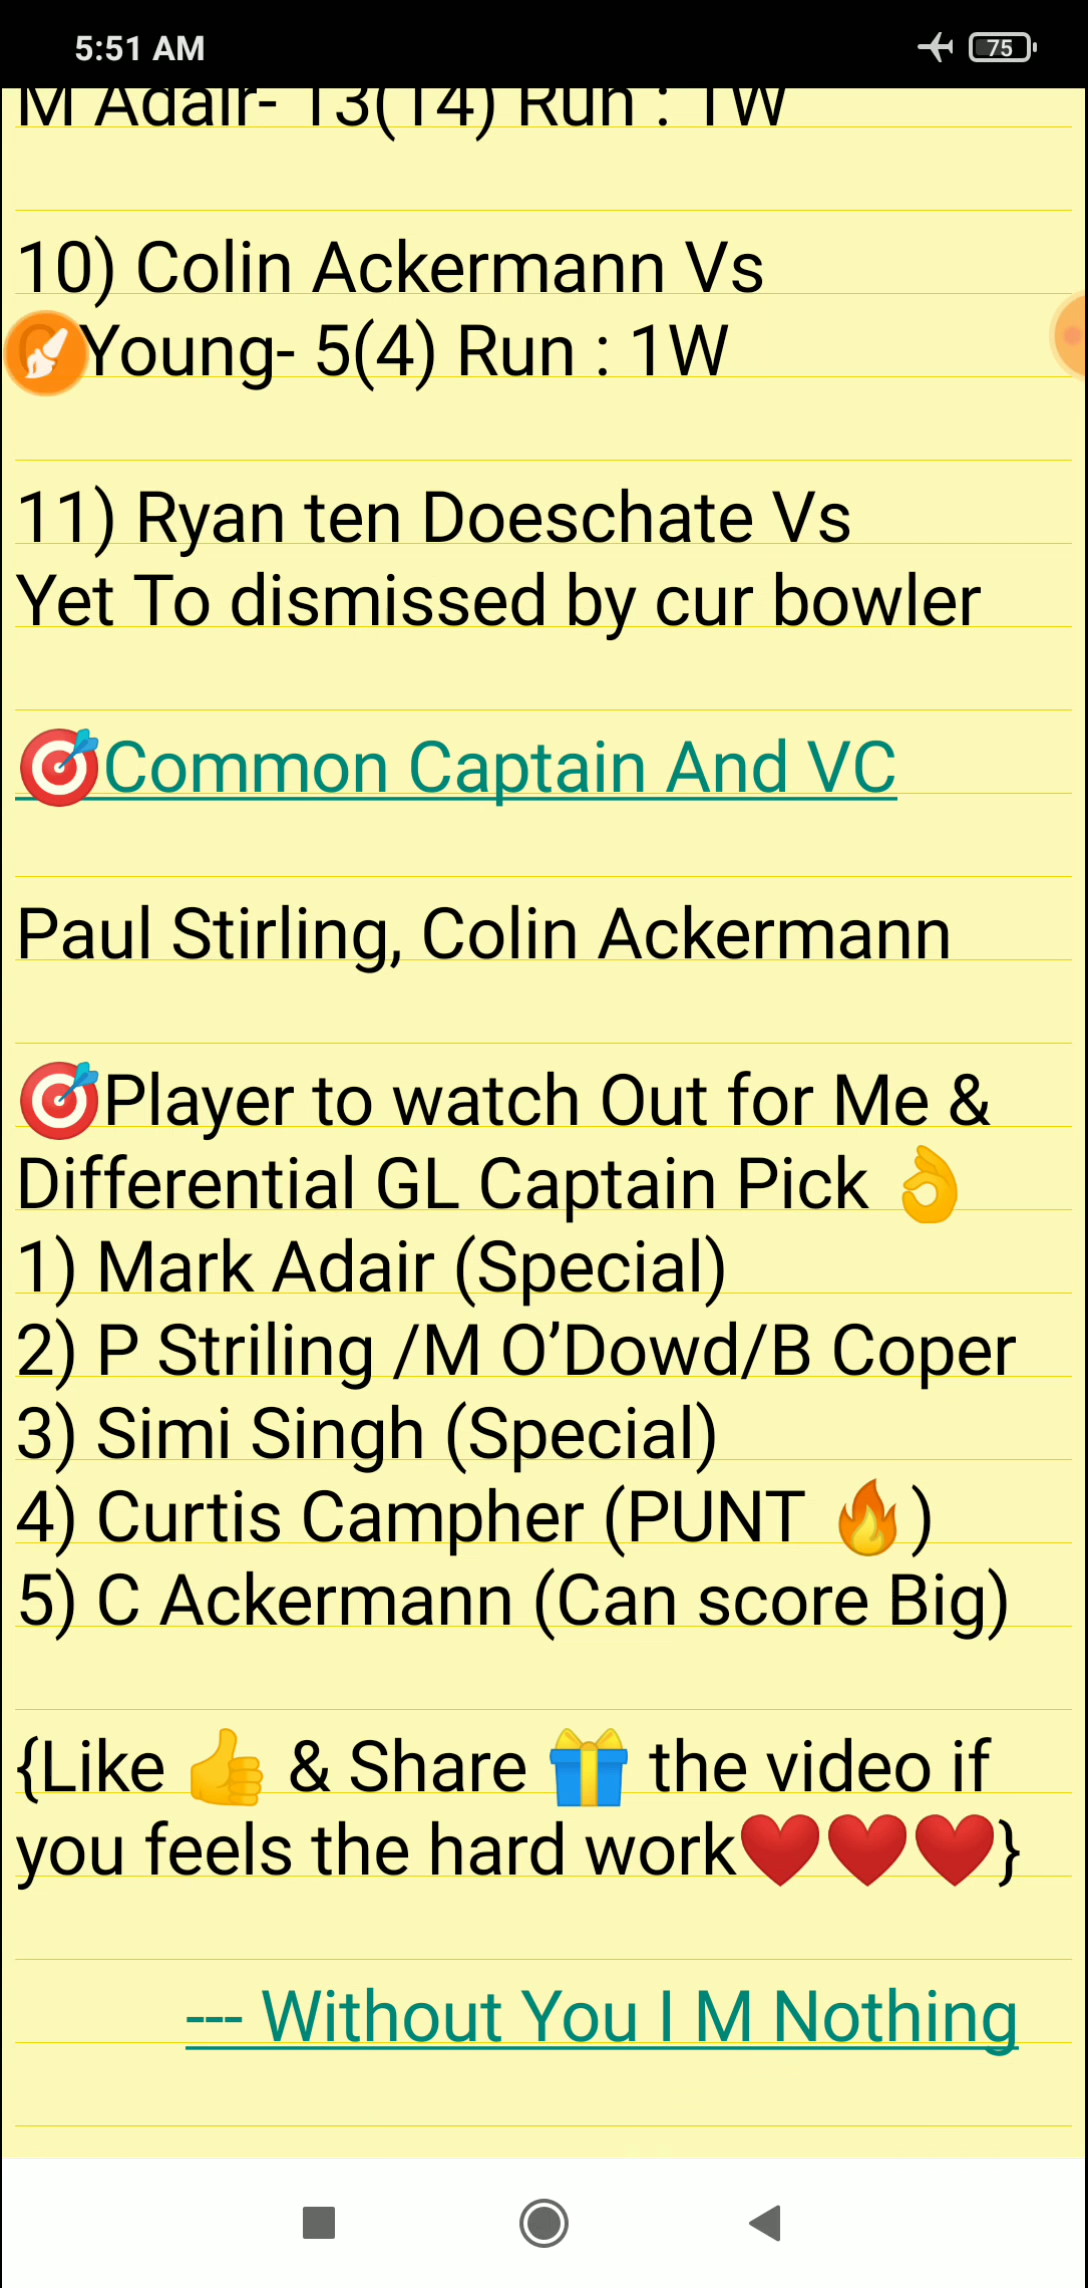 5:51 AM
75
M Adair- 13(14) Run : 1W
10) Colin Ackermann Vs
Young- 5(4) Run : 1W
11) Ryan ten Doeschate Vs
Yet To dismissed by cur bowler
🎯Common Captain And VC
Paul Stirling, Colin Ackermann
🎯Player to watch Out for Me &
Differential GL Captain Pick 👌
1) Mark Adair (Special)
2) P Striling /M O’Dowd/B Coper
3) Simi Singh (Special)
4) Curtis Campher (PUNT 🔥)
5) C Ackermann (Can score Big)
{Like 👍 & Share 🎁 the video if
you feels the hard work❤️❤️❤️}
--- Without You I M Nothing